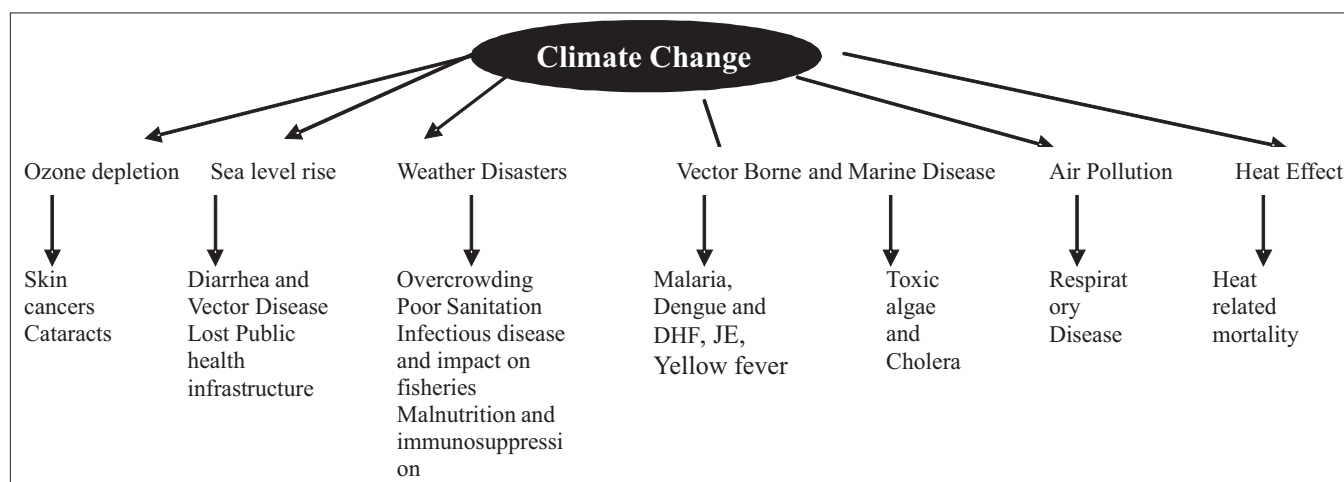 Climate Change
Ozone depletion
Sea level rise
Weather Disasters
Vector Borne and Marine Disease
Air Pollution
Heat Effect
Skin
cancers
Cataracts
Diarrhea and
Vector Disease
Lost Public
health
infrastructure
Overcrowding
Poor Sanitation
Infectious disease
and impact on
fisheries
Malnutrition and
immunosuppressi
on
Malaria,
Dengue and
DHF, JE,
Yellow fever
Toxic
algae
and
Cholera
Respirat
ory
Disease
Heat
related
mortality